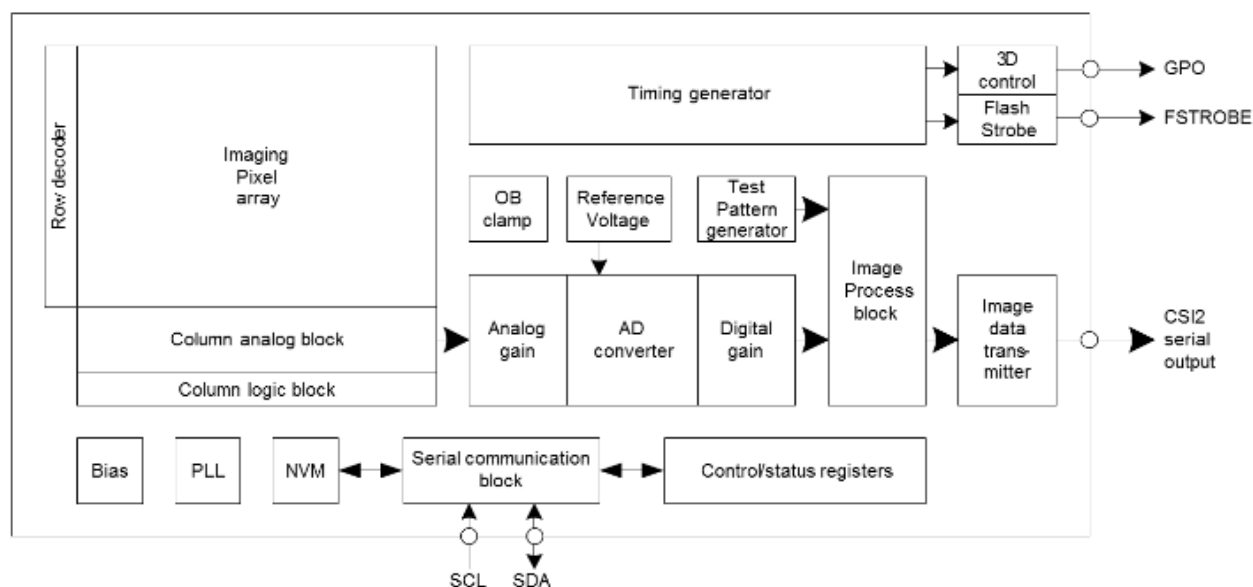 Row decoder
Imaging
Pixel
array
Timing generator
3D
control
GPO
Flash
Strobe
FSTROBE
OB
clamp
Reference
Voltage
Test
Pattern
generator
Image
Process
block
Column analog block
Column logic block
Analog
gain
AD
converter
Digital
gain
Image
data
trans-
mitter
CSI2
serial
output
Bias
PLL
NVM
Serial communication
block
Control/status registers
SCL
SDA